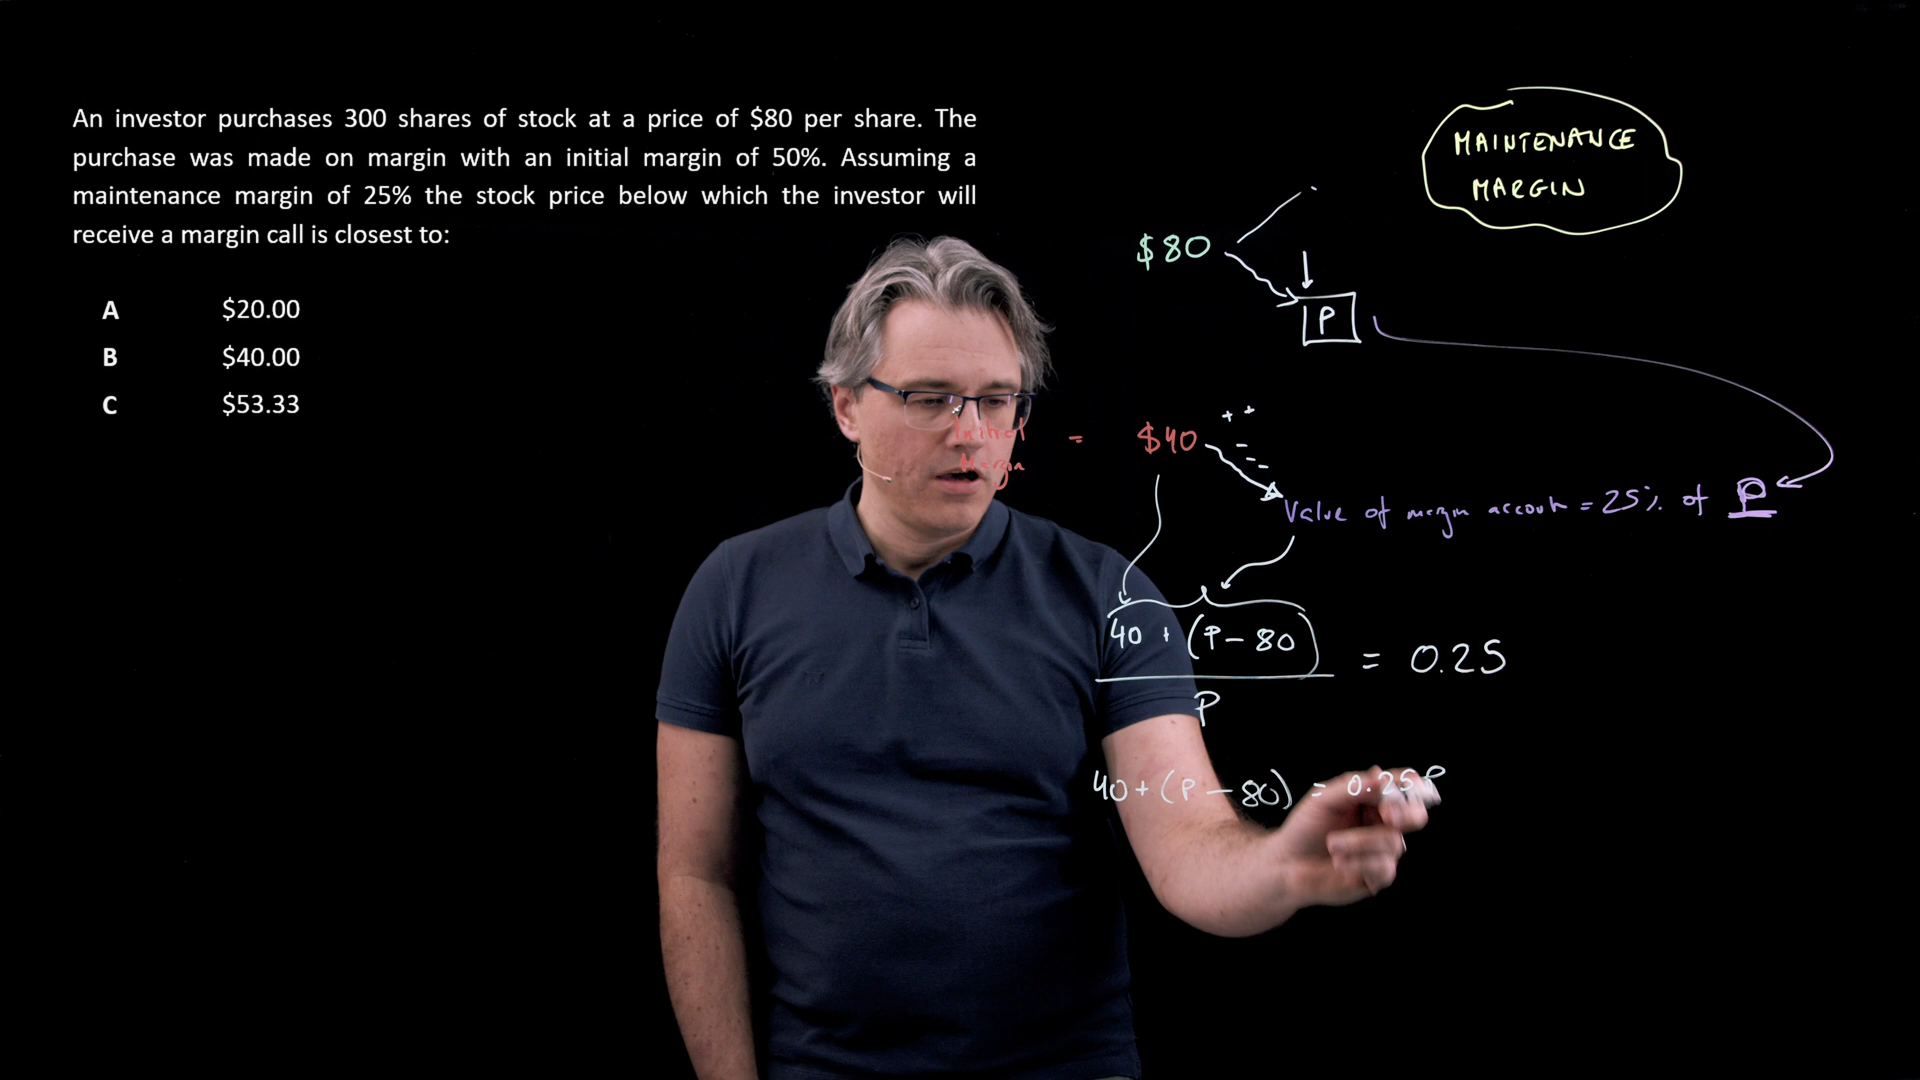 An investor purchases 300 shares of stock at a price of $80 per share. The
purchase was made on margin with an initial margin of 50%. Assuming a
maintenance margin of 25% the stock price below which the investor will
receive a margin call is closest to:
A $20.00
B $40.00
C $53.33
MAINTENANCE
MARGIN
$80
P
Initial
Margin
= $40
+ +
- - -
Value of margin account = 25% of P
40 + (P - 80)
= 0.25
P
40 + (P - 80) = 0.25P